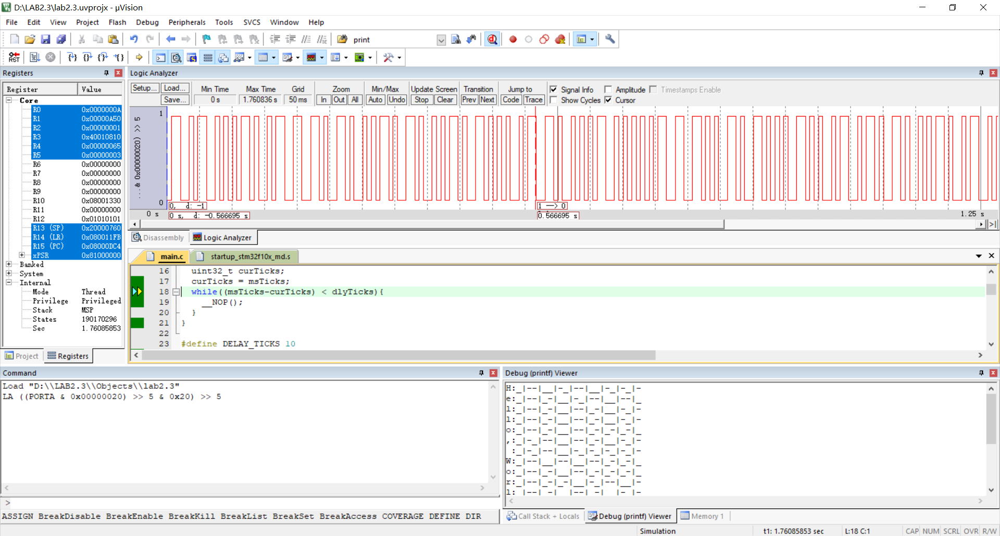 D:\LAB2.3\lab2.3.uvprojx - µVision
File Edit View Project Flash Debug Peripherals Tools SVCS Window Help
print
RST
Registers
Register Value
Core
R0 0x0000000A
R1 0x00000A50
R2 0x00000001
R3 0x40010810
R4 0x00000065
R5 0x00000003
R6 0x00000000
R7 0x00000000
R8 0x00000000
R9 0x00000000
R10 0x08001330
R11 0x00000000
R12 0x01010101
R13 (SP) 0x20000760
R14 (LR) 0x080011FB
R15 (PC) 0x08000DC4
xPSR 0x81000000
Banked
System
Internal
Mode Thread
Privilege Privileged
Stack MSP
States 190170296
Sec 1.76085853
Project Registers
Logic Analyzer
Setup... Load... Min Time Max Time Grid Zoom Min/Max Update Screen Transition Jump to Signal Info Amplitude Timestamps Enable
Save... 0 s 1.760836 s 50 ms In Out All Auto Undo Stop Clear Prev Next Code Trace Show Cycles Cursor
1
... & 0x00000020) >> 5
0
0, d: -1 1 --> 0
0 s 0 s, d: -0.566695 s 0.566695 s 1.25 s
Disassembly Logic Analyzer
main.c startup_stm32f10x_md.s
16 uint32_t curTicks;
17 curTicks = msTicks;
18 while((msTicks-curTicks) < dlyTicks){
19 __NOP();
20 }
21 }
22
23 #define DELAY_TICKS 10
Command
Load "D:\\LAB2.3\\Objects\\lab2.3"
LA ((PORTA & 0x00000020) >> 5 & 0x20) >> 5
>
ASSIGN BreakDisable BreakEnable BreakKill BreakList BreakSet BreakAccess COVERAGE DEFINE DIR
Debug (printf) Viewer
H:_|--|__|-_|--|__|-_|-_|-
e:_|--|_-|__|-_|--|__|--|_
l:_|--|_-|__|--|_-|__|-_|-
l:_|--|_-|__|--|_-|__|-_|-
o:_|--|_-|__|--|_-|_-|_-|_
,:_|-_|--|__|--|_-|__|-_|-
 :_|-_|--|_-|__|-_|-_|-_|-
W:_|--|__|--|__|--|_-|_-|_
o:_|--|_-|__|--|_-|_-|_-|_
r:_|--|_-|_-|__|-_|--|__|-
l: |--| -|  |--| -|  |- |-
Call Stack + Locals Debug (printf) Viewer Memory 1
Simulation t1: 1.76085853 sec L:18 C:1 CAP NUM SCRL OVR R/W